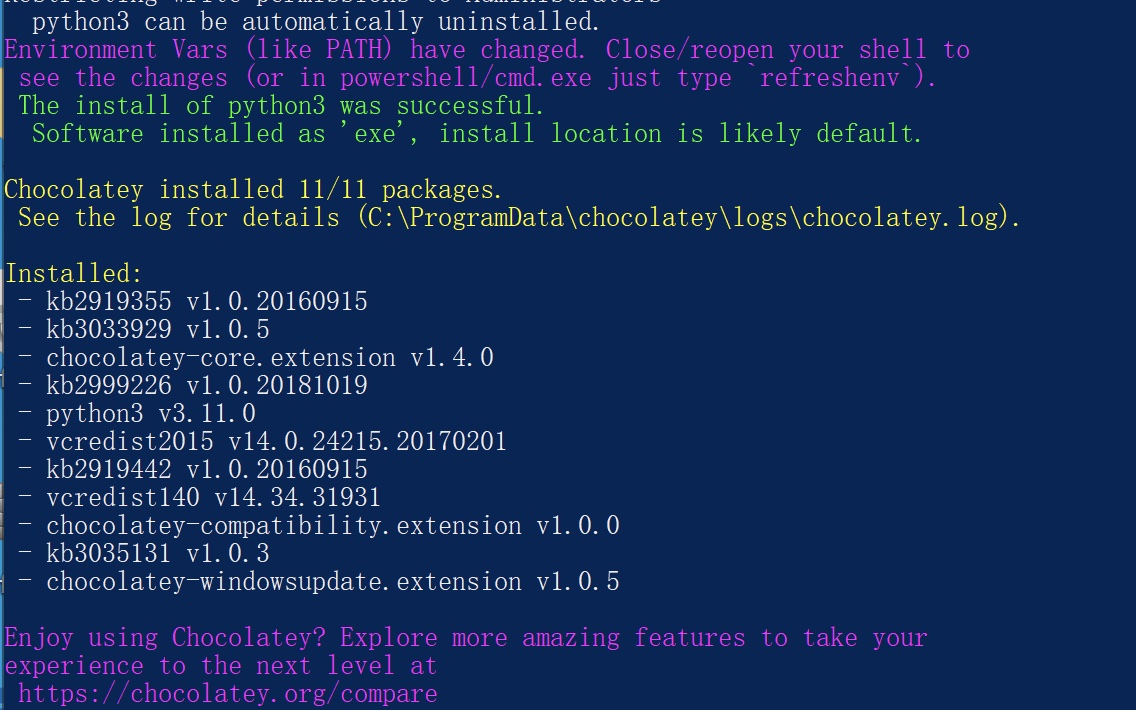 Restricting write permissions to Administrators
python3 can be automatically uninstalled.
Environment Vars (like PATH) have changed. Close/reopen your shell to
see the changes (or in powershell/cmd.exe just type `refreshenv`).
The install of python3 was successful.
Software installed as 'exe', install location is likely default.
Chocolatey installed 11/11 packages.
See the log for details (C:\ProgramData\chocolatey\logs\chocolatey.log).
Installed:
- kb2919355 v1.0.20160915
- kb3033929 v1.0.5
- chocolatey-core.extension v1.4.0
- kb2999226 v1.0.20181019
- python3 v3.11.0
- vcredist2015 v14.0.24215.20170201
- kb2919442 v1.0.20160915
- vcredist140 v14.34.31931
- chocolatey-compatibility.extension v1.0.0
- kb3035131 v1.0.3
- chocolatey-windowsupdate.extension v1.0.5
Enjoy using Chocolatey? Explore more amazing features to take your
experience to the next level at
https://chocolatey.org/compare